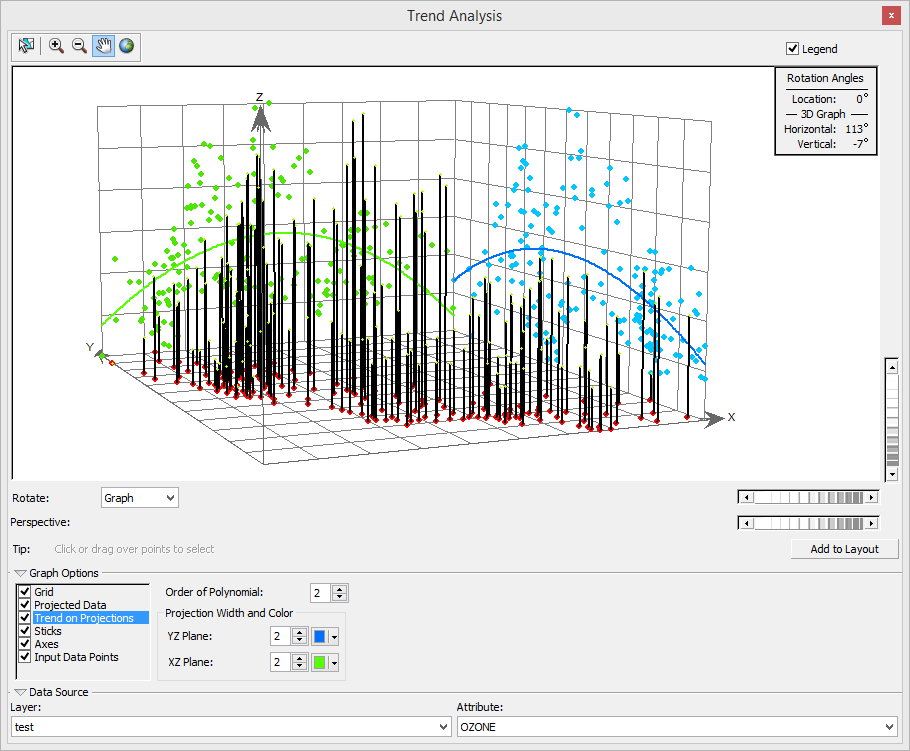 Trend Analysis
x
Legend
Rotation Angles
Location: 0°
3D Graph
Horizontal: 113°
Vertical: -7°
Z
Y
X
Rotate: Graph
Perspective:
Tip: Click or drag over points to select
Add to Layout
Graph Options
Grid
Projected Data
Trend on Projections
Sticks
Axes
Input Data Points
Order of Polynomial: 2
Projection Width and Color
YZ Plane: 2
XZ Plane: 2
Data Source
Layer: Attribute:
test OZONE